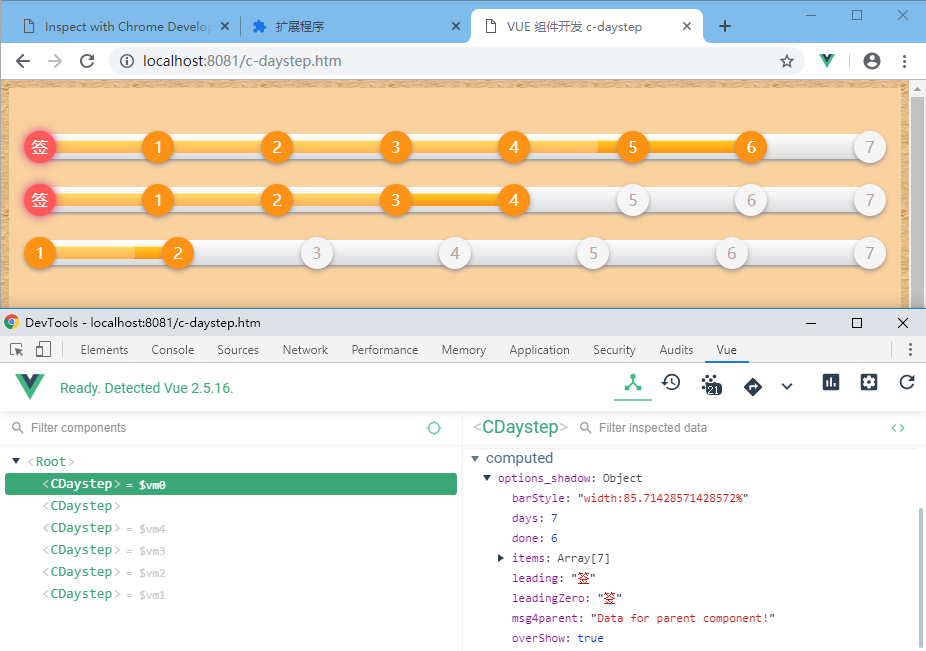 Inspect with Chrome Develop
扩展程序
VUE 组件开发 c-daystep
localhost:8081/c-daystep.htm
签 1 2 3 4 5 6 7
签 1 2 3 4 5 6 7
1 2 3 4 5 6 7
DevTools - localhost:8081/c-daystep.htm
Elements Console Sources Network Performance Memory Application Security Audits Vue
Ready. Detected Vue 2.5.16.
21
Filter components
<CDaystep> Filter inspected data
<Root>
<CDaystep> = $vm0
<CDaystep>
<CDaystep> = $vm4
<CDaystep> = $vm3
<CDaystep> = $vm2
<CDaystep> = $vm1
computed
options_shadow: Object
barStyle: "width:85.71428571428572%"
days: 7
done: 6
items: Array[7]
leading: "签"
leadingZero: "签"
msg4parent: "Data for parent component!"
overShow: true